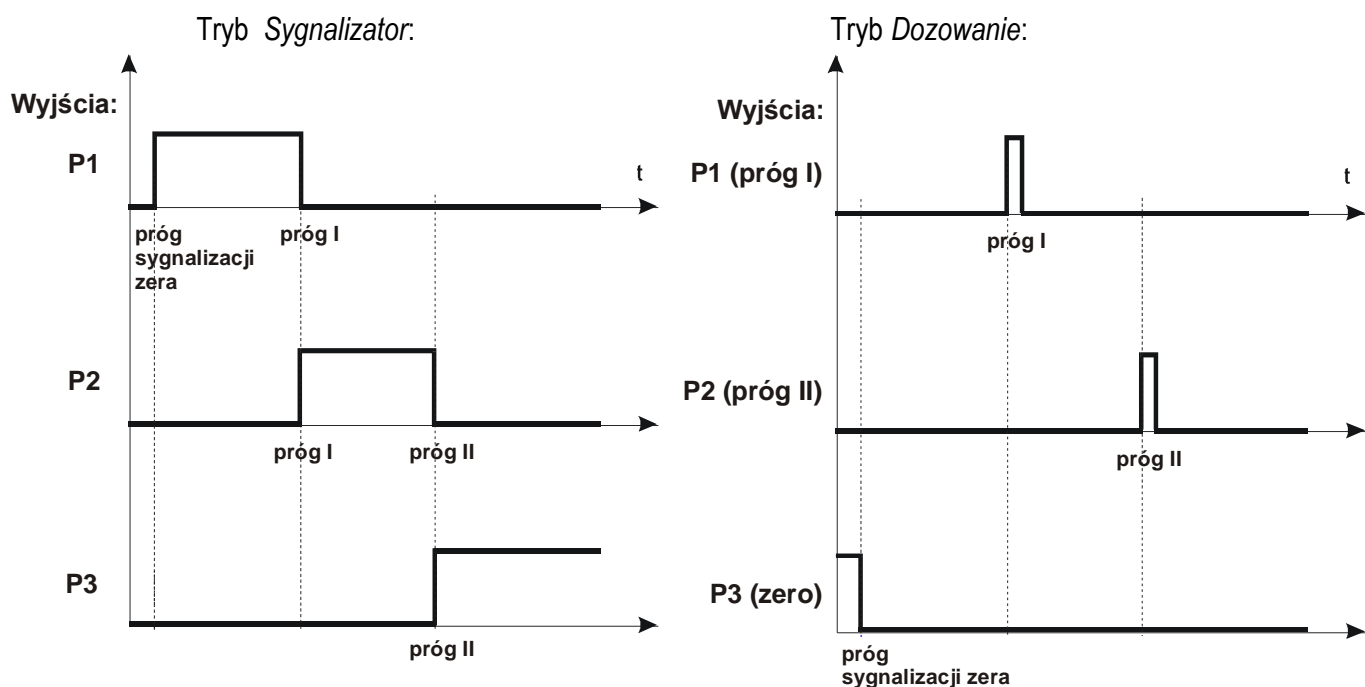 Tryb Sygnalizator:
Wyjścia:
P1
t
próg
sygnalizacji
zera
próg I
P2
próg I
próg II
P3
próg II
Tryb Dozowanie:
Wyjścia:
P1 (próg I)
t
próg I
P2 (próg II)
próg II
P3 (zero)
próg
sygnalizacji zera